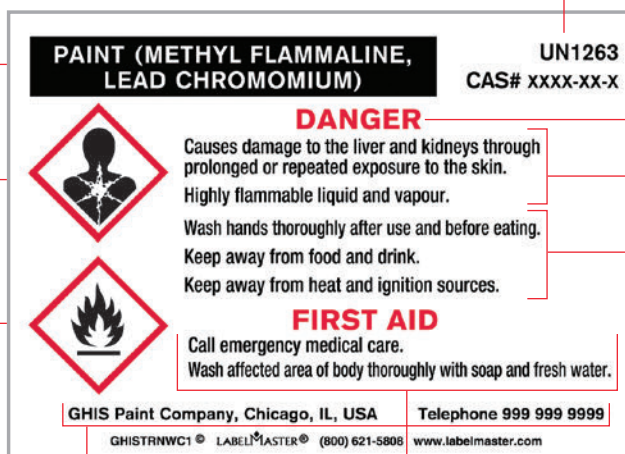 PAINT (METHYL FLAMMALINE,
LEAD CHROMOMIUM)
UN1263
CAS# xxxx-xx-x
DANGER
Causes damage to the liver and kidneys through
prolonged or repeated exposure to the skin.
Highly flammable liquid and vapour.
Wash hands thoroughly after use and before eating.
Keep away from food and drink.
Keep away from heat and ignition sources.
FIRST AID
Call emergency medical care.
Wash affected area of body thoroughly with soap and fresh water.
GHIS Paint Company, Chicago, IL, USA Telephone 999 999 9999
GHISTRNWC1 © LABELMASTER® (800) 621-5808 www.labelmaster.com